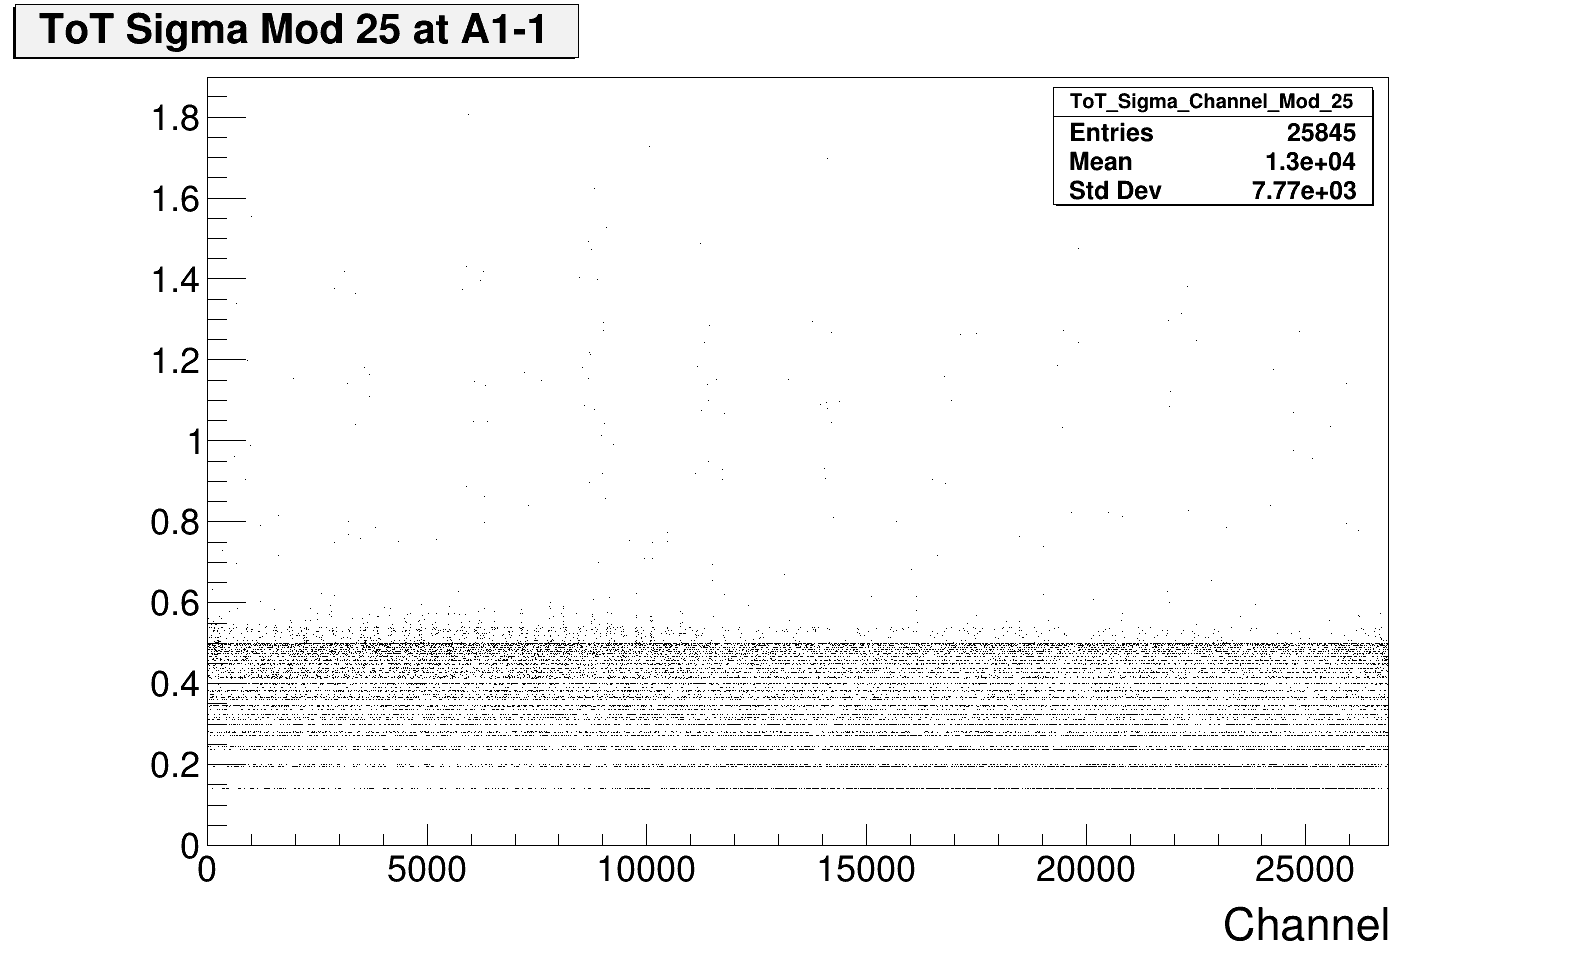 ToT Sigma Mod 25 at A1-1
ToT_Sigma_Channel_Mod_25
Entries 25845
Mean 1.3e+04
Std Dev 7.77e+03
1.8
1.6
1.4
1.2
1
0.8
0.6
0.4
0.2
0
0 5000 10000 15000 20000 25000
Channel